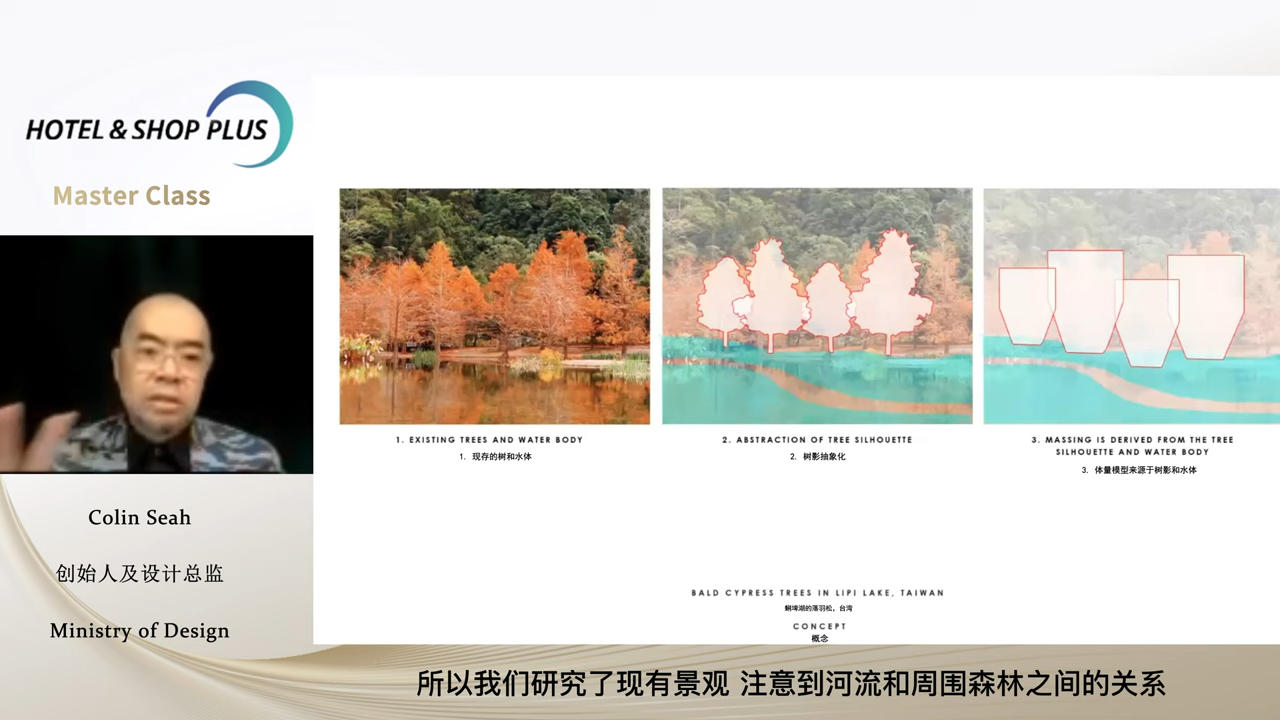 HOTEL & SHOP PLUS
Master Class
Colin Seah
创始人及设计总监
Ministry of Design
1. EXISTING TREES AND WATER BODY
1. 现存的树和水体
2. ABSTRACTION OF TREE SILHOUETTE
2. 树影抽象化
3. MASSING IS DERIVED FROM THE TREE
SILHOUETTE AND WATER BODY
3. 体量模型来源于树影和水体
BALD CYPRESS TREES IN LIPI LAKE, TAIWAN
蜊埤湖的落羽松，台湾
CONCEPT
概念
所以我们研究了现有景观 注意到河流和周围森林之间的关系